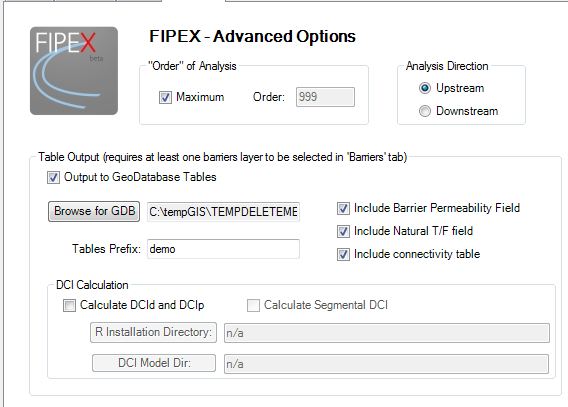 FIPEX
beta
FIPEX - Advanced Options
"Order" of Analysis
Maximum Order: 999
Analysis Direction
Upstream
Downstream
Table Output (requires at least one barriers layer to be selected in 'Barriers' tab)
Output to GeoDatabase Tables
Browse for GDB C:\tempGIS\TEMPDELETEME
Tables Prefix: demo
Include Barrier Permeability Field
Include Natural T/F field
Include connectivity table
DCI Calculation
Calculate DCId and DCIp Calculate Segmental DCI
R Installation Directory: n/a
DCI Model Dir: n/a